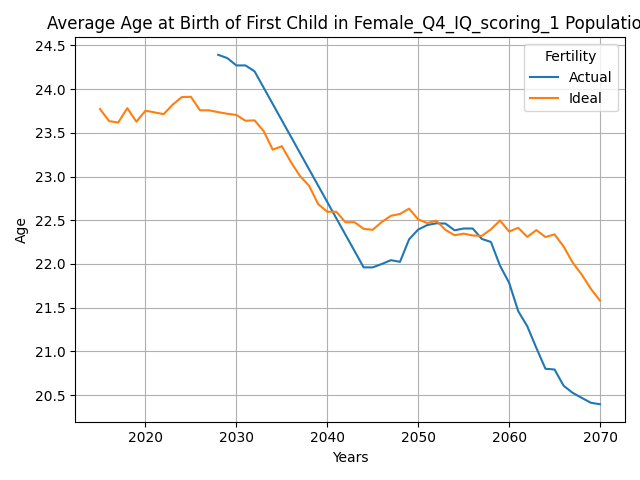 Average Age at Birth of First Child in Female_Q4_IQ_scoring_1 Populatio
Fertility
Actual
Ideal
24.5
24.0
23.5
23.0
22.5
22.0
21.5
21.0
20.5
Age
2020 2030 2040 2050 2060 2070
Years